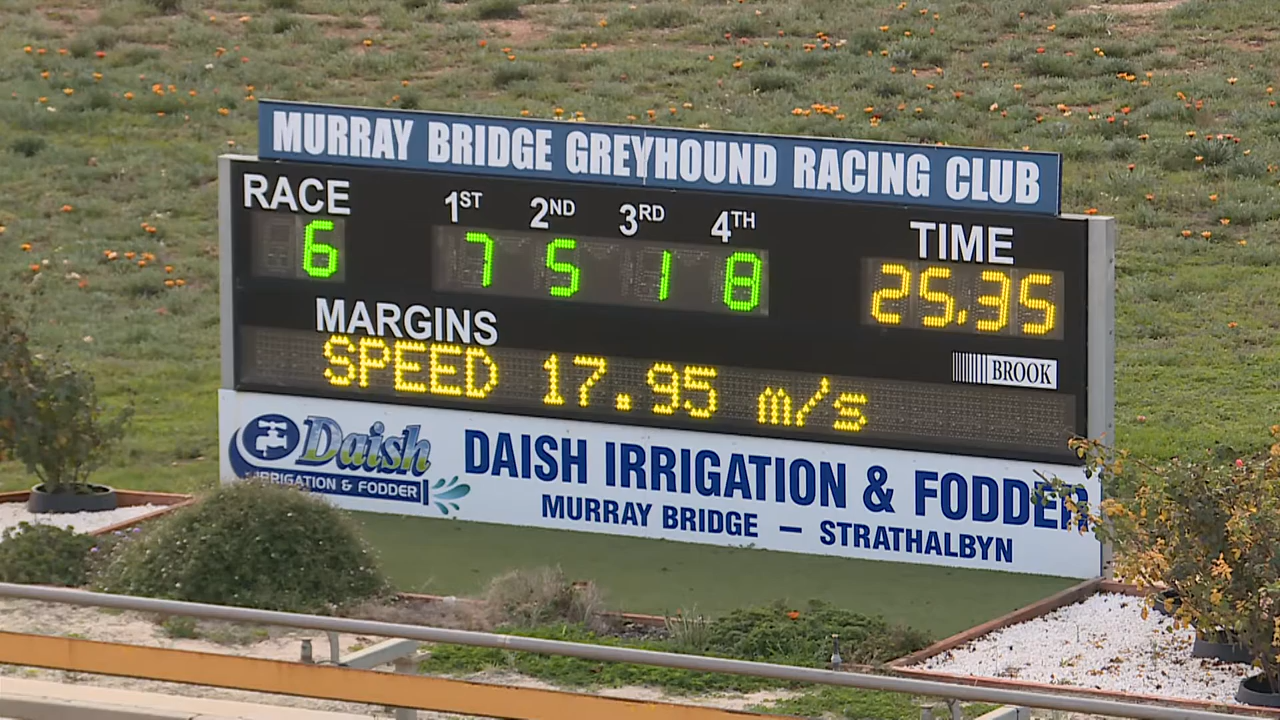 MURRAY BRIDGE GREYHOUND RACING CLUB
RACE 1ST 2ND 3RD 4TH TIME
6 7 5 1 8 25.35
MARGINS
BROOK
SPEED 17.95 m/s
Daish
IRRIGATION & FODDER
DAISH IRRIGATION & FODDER
MURRAY BRIDGE – STRATHALBYN